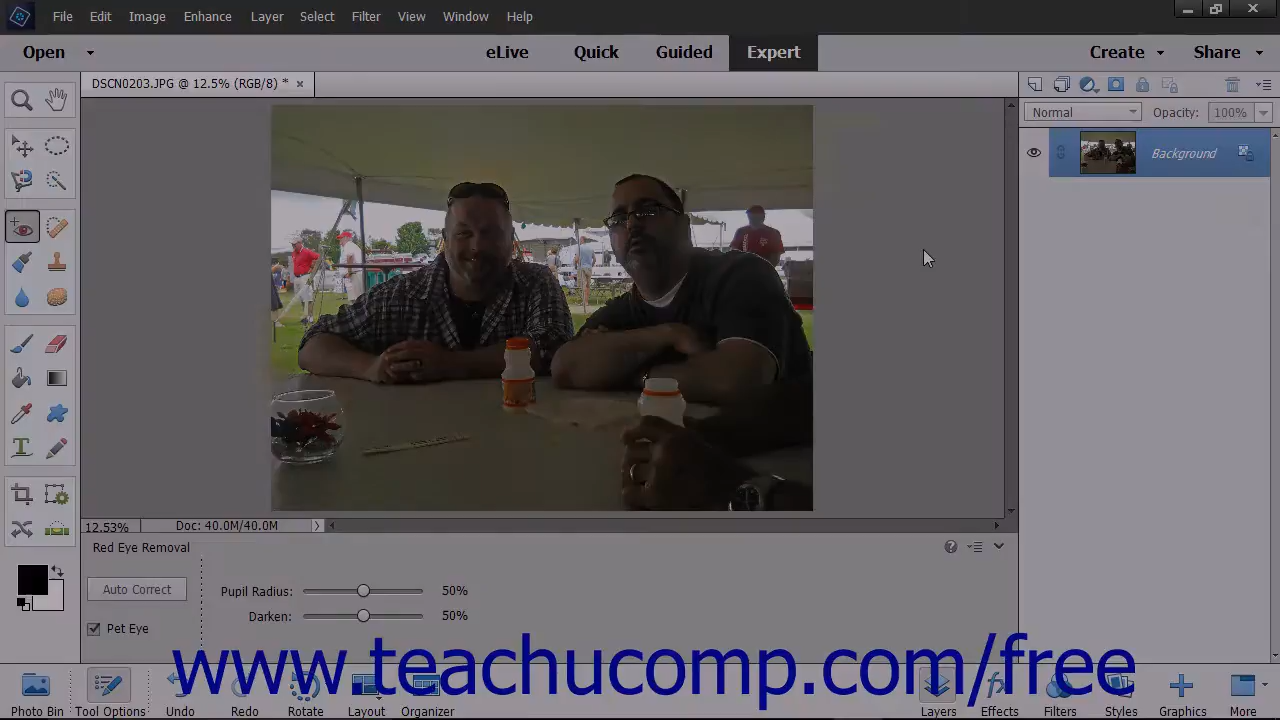 File Edit Image Enhance Layer Select Filter View Window Help
Open eLive Quick Guided Expert Create Share
DSCN0203.JPG @ 12.5% (RGB/8) * ×
Normal Opacity: 100%
Background
12.53% Doc: 40.0M/40.0M
Red Eye Removal
Auto Correct Pupil Radius: 50%
Darken: 50%
Pet Eye
www.teachucomp.com/free
Photo Bin Tool Options Undo Redo Rotate Layout Organizer Layers Effects Filters Styles Graphics More